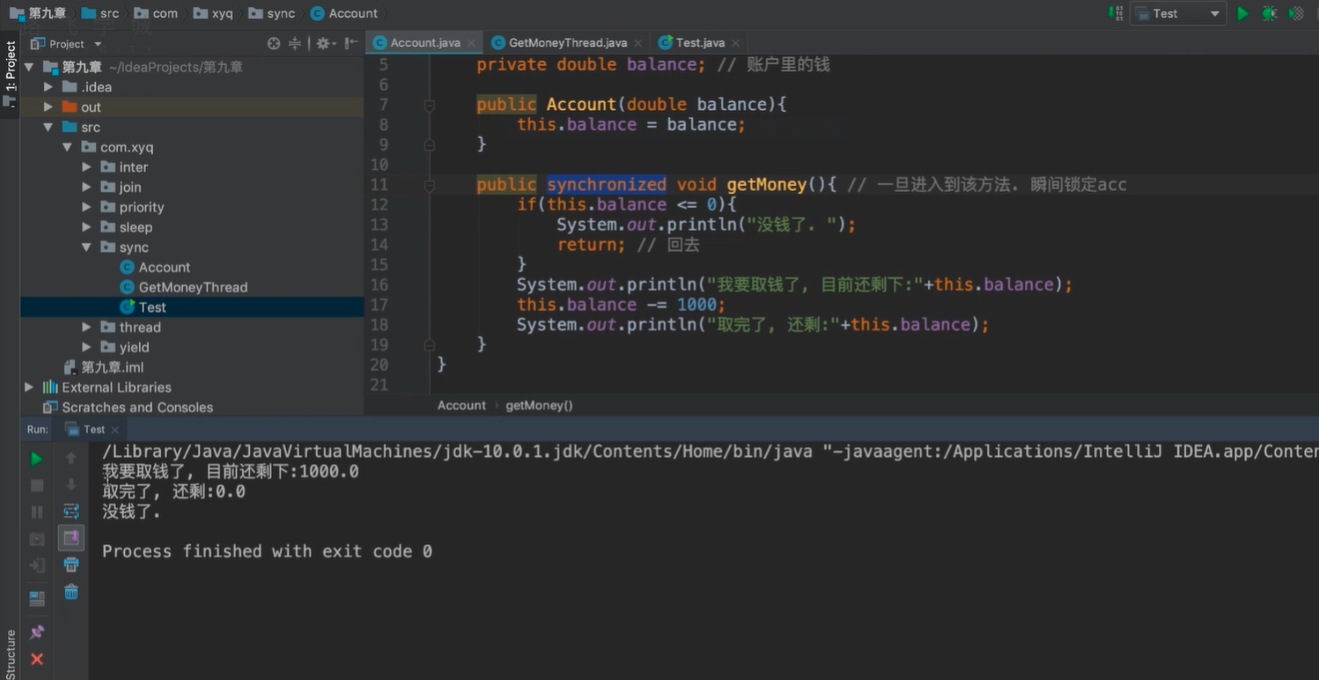 第九章 src com xyq sync Account Test
Project Account.java GetMoneyThread.java Test.java
1: Project
第九章 ~/IdeaProjects/第九章
.idea
out
src
com.xyq
inter
join
priority
sleep
sync
Account
GetMoneyThread
Test
thread
yield
第九章.iml
External Libraries
Scratches and Consoles
5 private double balance; // 账户里的钱
6
7 public Account(double balance){
8 this.balance = balance;
9 }
10
11 public synchronized void getMoney(){ // 一旦进入到该方法. 瞬间锁定acc
12 if(this.balance <= 0){
13 System.out.println("没钱了. ");
14 return; // 回去
15 }
16 System.out.println("我要取钱了, 目前还剩下:"+this.balance);
17 this.balance -= 1000;
18 System.out.println("取完了, 还剩:"+this.balance);
19 }
20 }
21
Account › getMoney()
Run: Test
/Library/Java/JavaVirtualMachines/jdk-10.0.1.jdk/Contents/Home/bin/java "-javaagent:/Applications/IntelliJ IDEA.app/Conten
我要取钱了, 目前还剩下:1000.0
取完了, 还剩:0.0
没钱了.
Process finished with exit code 0
Structure